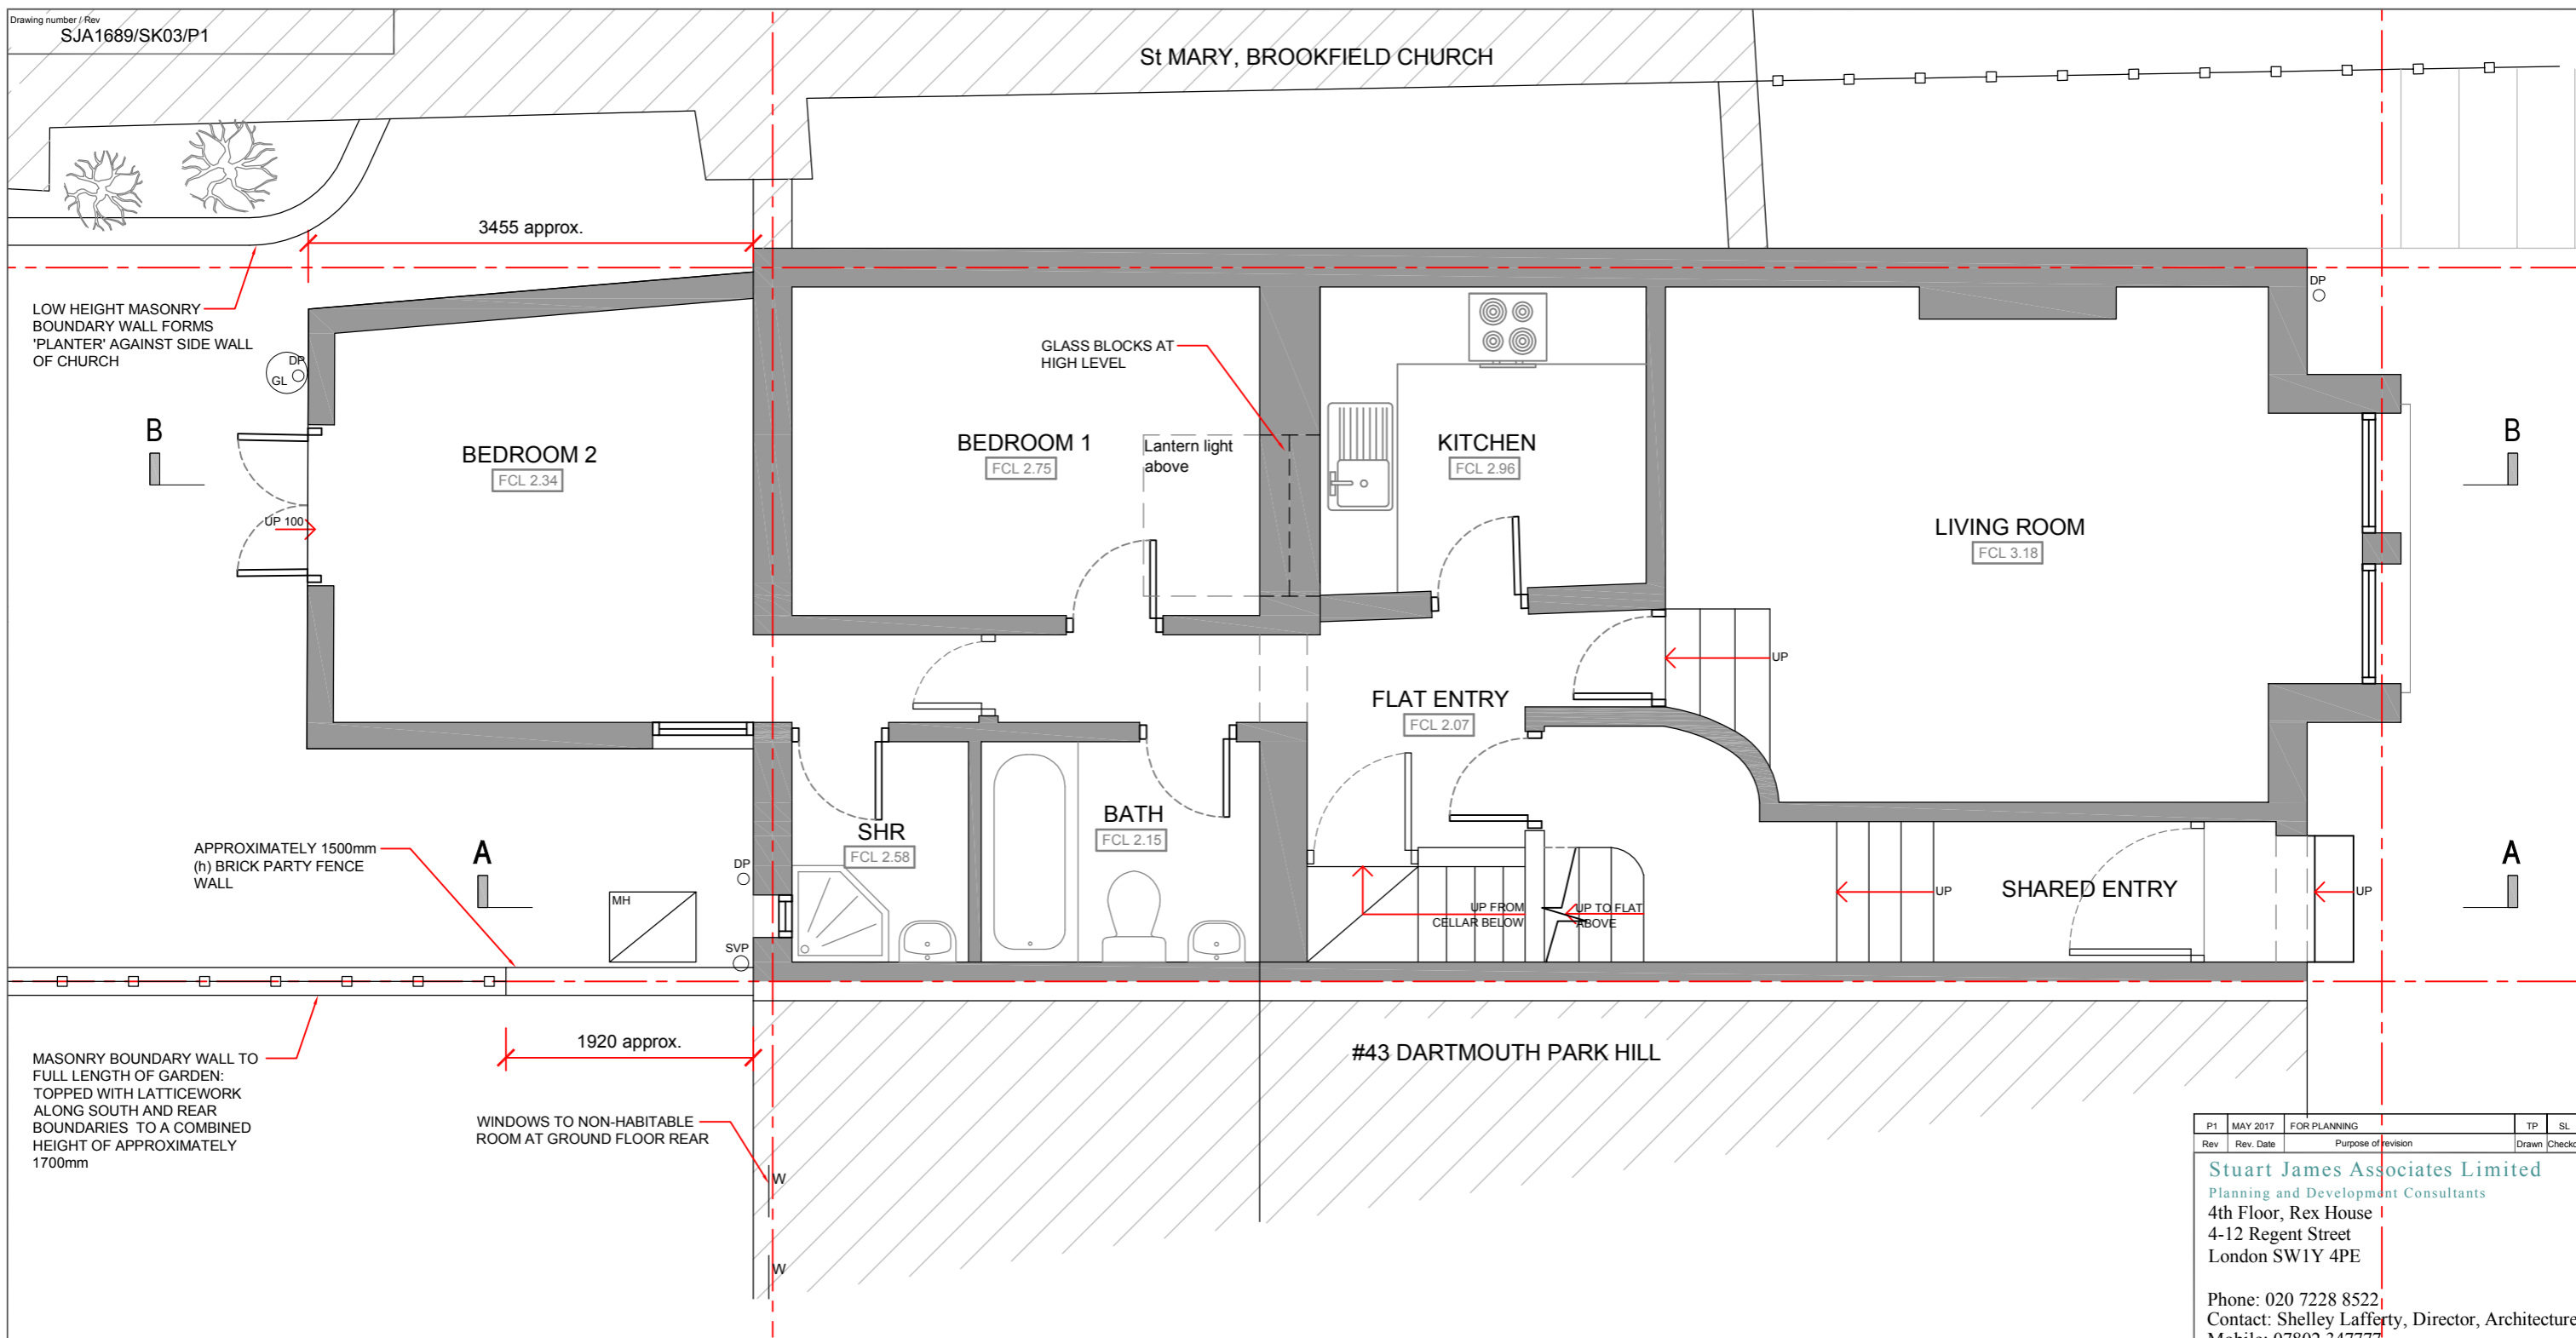 Drawing number / Rev
SJA1689/SK03/P1
St MARY, BROOKFIELD CHURCH
3455 approx.
LOW HEIGHT MASONRY
BOUNDARY WALL FORMS
'PLANTER' AGAINST SIDE WALL
OF CHURCH
DP
GL
DP
GLASS BLOCKS AT
HIGH LEVEL
B
BEDROOM 2
FCL 2.34
BEDROOM 1
FCL 2.75
Lantern light
above
KITCHEN
FCL 2.96
B
UP 100
LIVING ROOM
FCL 3.18
UP
FLAT ENTRY
FCL 2.07
APPROXIMATELY 1500mm
(h) BRICK PARTY FENCE
WALL
A
DP
SHR
FCL 2.58
BATH
FCL 2.15
A
MH
SVP
UP FROM
CELLAR BELOW
UP TO FLAT
ABOVE
UP
SHARED ENTRY
UP
1920 approx.
#43 DARTMOUTH PARK HILL
MASONRY BOUNDARY WALL TO
FULL LENGTH OF GARDEN:
TOPPED WITH LATTICEWORK
ALONG SOUTH AND REAR
BOUNDARIES TO A COMBINED
HEIGHT OF APPROXIMATELY
1700mm
WINDOWS TO NON-HABITABLE
ROOM AT GROUND FLOOR REAR
W
W
P1 MAY 2017 FOR PLANNING TP SL
Rev Rev. Date Purpose of revision Drawn Checkd
Stuart James Associates Limited
Planning and Development Consultants
4th Floor, Rex House
4-12 Regent Street
London SW1Y 4PE
Phone: 020 7228 8522
Contact: Shelley Lafferty, Director, Architecture
Mobile: 07802 347777